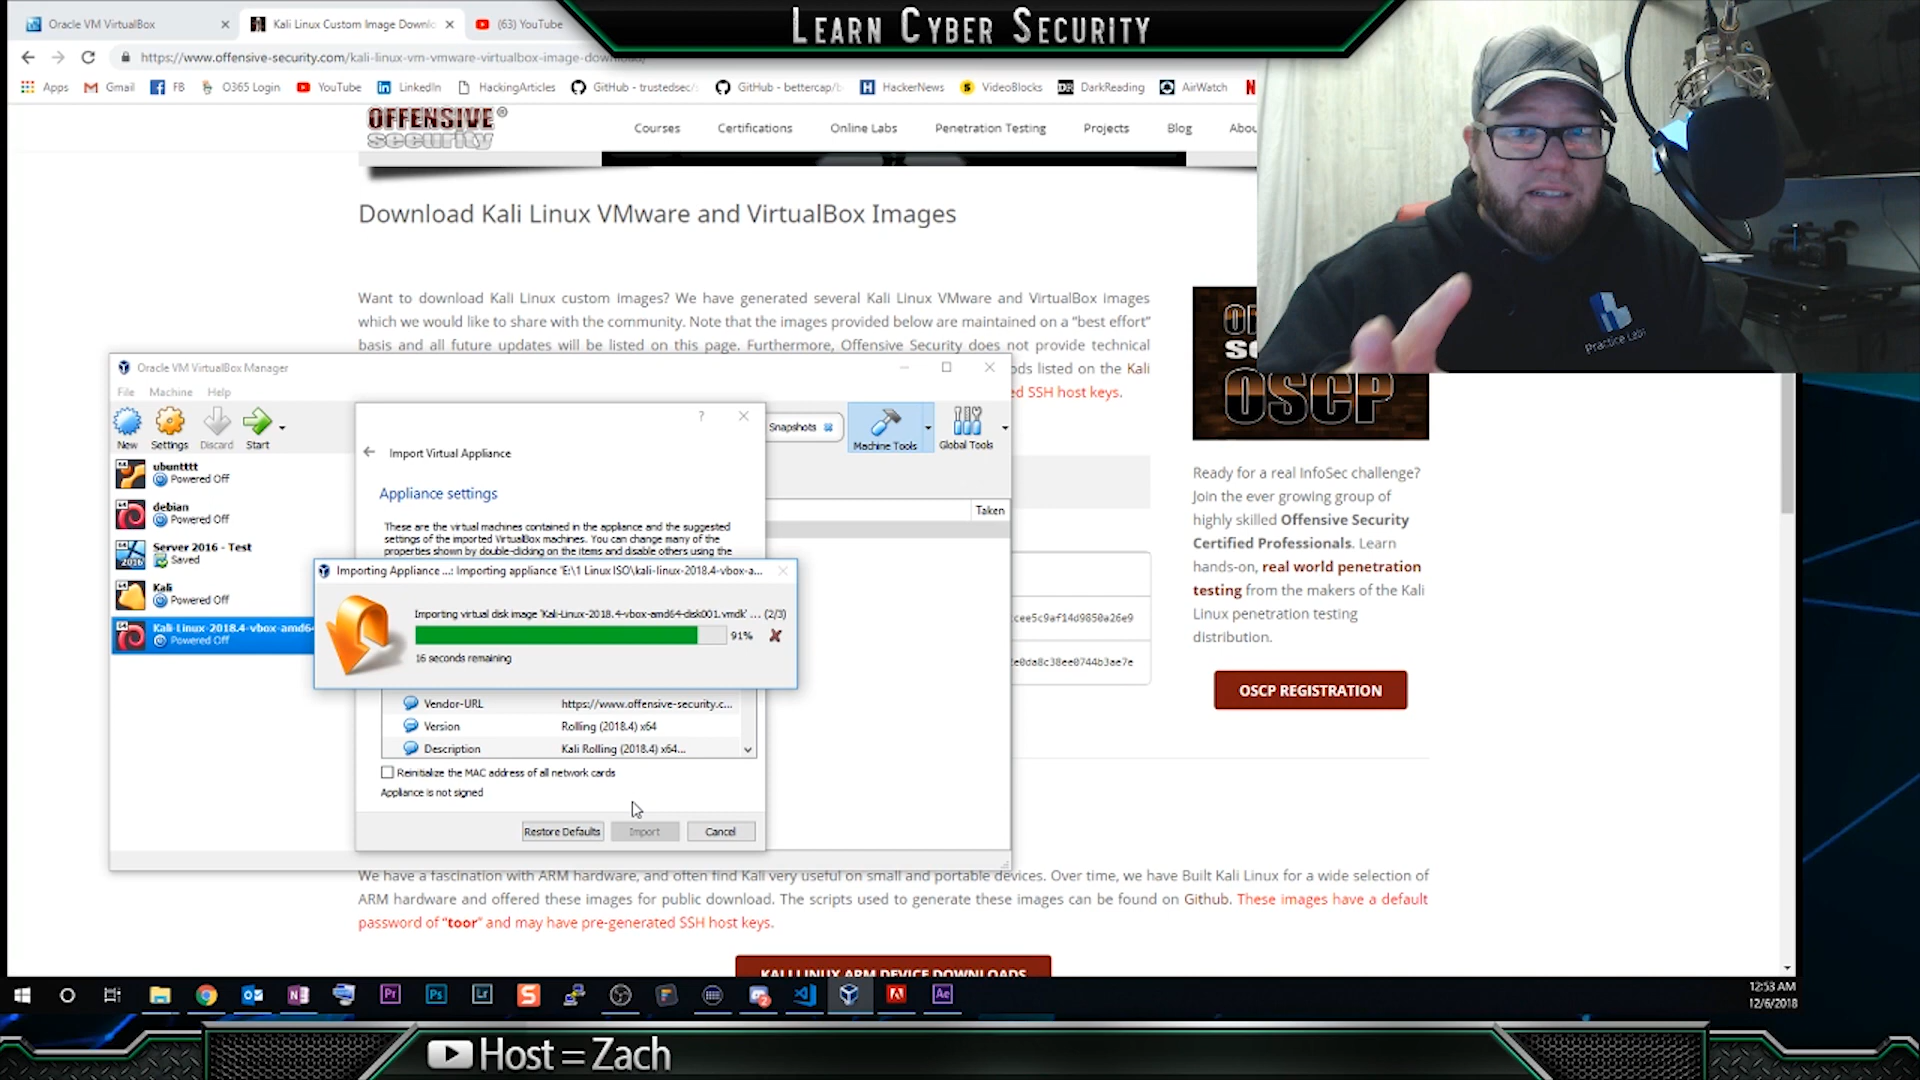 Learn Cyber Security
Oracle VM VirtualBox
Kali Linux Custom Image Downlo
(63) YouTube
https://www.offensive-security.com/kali-linux-vm-vmware-virtualbox-image-download/
Apps
Gmail
FB
O365 Login
YouTube
LinkedIn
HackingArticles
GitHub - trustedsec/
GitHub - bettercap/b
HackerNews
VideoBlocks
DR
DarkReading
AirWatch
OFFENSIVE®
security
Courses
Certifications
Online Labs
Penetration Testing
Projects
Blog
Abou
Download Kali Linux VMware and VirtualBox Images
Want to download Kali Linux custom images? We have generated several Kali Linux VMware and VirtualBox images
which we would like to share with the community. Note that the images provided below are maintained on a “best effort”
basis and all future updates will be listed on this page. Furthermore, Offensive Security does not provide technical
ds listed on the Kali
d SSH host keys.
Practice Labs
OSCP
Oracle VM VirtualBox Manager
File
Machine
Help
New
Settings
Discard
Start
Snapshots
Machine Tools
Global Tools
Taken
ubuntttt
Powered Off
debian
Powered Off
Server 2016 - Test
Saved
Kali
Powered Off
Kali-Linux-2018.4-vbox-amd64
Powered Off
?
Import Virtual Appliance
Appliance settings
These are the virtual machines contained in the appliance and the suggested
settings of the imported VirtualBox machines. You can change many of the
properties shown by double-clicking on the items and disable others using the
Importing Appliance ...: Importing appliance 'E:\1 Linux ISO\kali-linux-2018.4-vbox-a...
Importing virtual disk image 'Kali-Linux-2018.4-vbox-amd64-disk001.vmdk' ... (2/3)
91%
16 seconds remaining
Vendor-URL
https://www.offensive-security.c...
Version
Rolling (2018.4) x64
Description
Kali Rolling (2018.4) x64...
Reinitialize the MAC address of all network cards
Appliance is not signed
Restore Defaults
Import
Cancel
cee5c9af14d9850a26e9
e0da8c38ee0744b3ae7e
Ready for a real InfoSec challenge?
Join the ever growing group of
highly skilled Offensive Security
Certified Professionals. Learn
hands-on, real world penetration
testing from the makers of the Kali
Linux penetration testing
distribution.
OSCP REGISTRATION
We have a fascination with ARM hardware, and often find Kali very useful on small and portable devices. Over time, we have Built Kali Linux for a wide selection of
ARM hardware and offered these images for public download. The scripts used to generate these images can be found on Github. These images have a default
password of “toor” and may have pre-generated SSH host keys.
KALI LINUX ARM DEVICE DOWNLOADS
Pr
Ps
Lr
S
Ae
12:53 AM
12/6/2018
Host = Zach